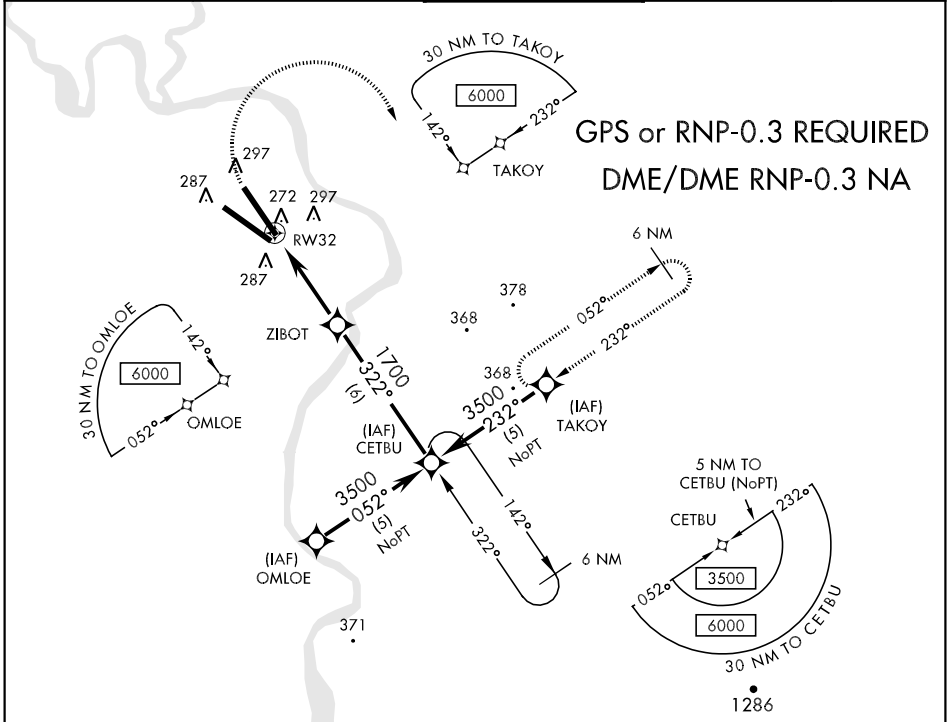 30 NM TO TAKOY
6000
142°
232°
TAKOY
GPS or RNP-0.3 REQUIRED
DME/DME RNP-0.3 NA
297
287
272
297
RW32
287
6 NM
378
368
052°
232°
ZIBOT
30 NM TO OMLOE
142°
6000
052°
OMLOE
1700
322°
(6)
368
3500
232°
(5)
NoPT
(IAF)
TAKOY
(IAF)
CETBU
3500
052°
(5)
NoPT
142°
322°
6 NM
(IAF)
OMLOE
5 NM TO
CETBU (NoPT)
232°
CETBU
052°
3500
6000
30 NM TO CETBU
371
1286